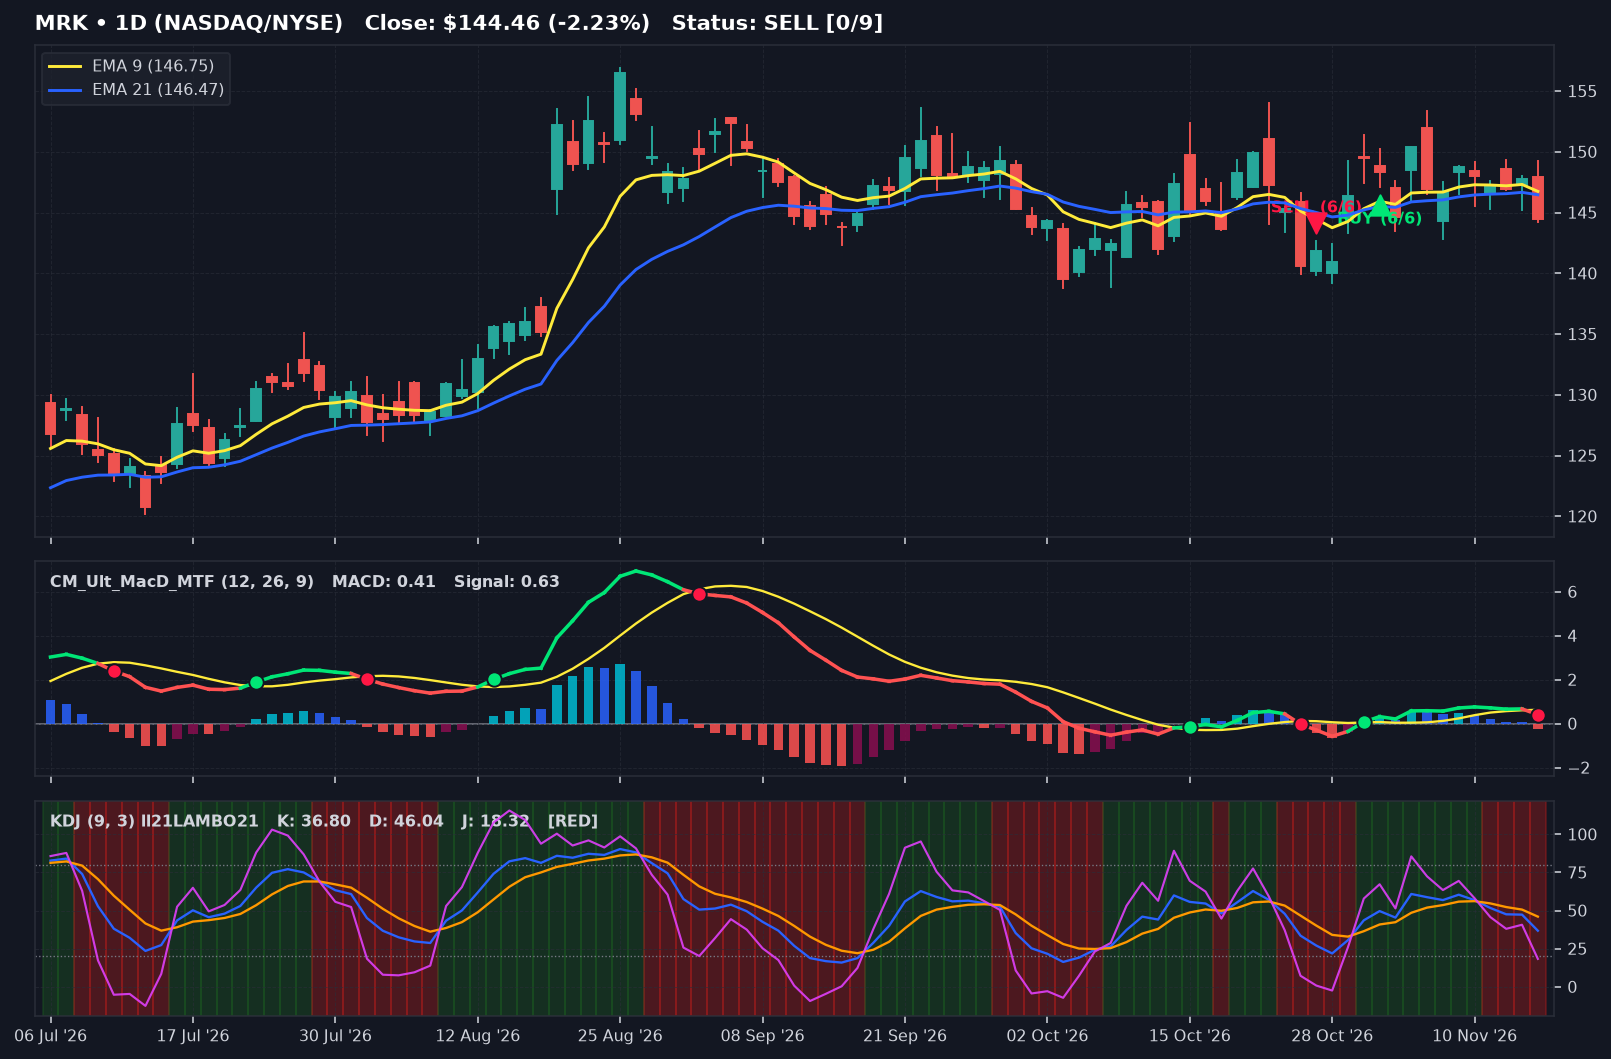 MRK • 1D (NASDAQ/NYSE)   Close: $144.46 (-2.23%)   Status: SELL [0/9]
EMA 9 (146.75)
EMA 21 (146.47)
155
150
145
140
135
130
125
120
SELL (6/6)
BUY (6/6)
CM_Ult_MacD_MTF (12, 26, 9)   MACD: 0.41   Signal: 0.63
6
4
2
0
−2
KDJ (9, 3) II21LAMBO21   K: 36.80   D: 46.04   J: 18.32   [RED]
100
75
50
25
0
06 Jul '26   17 Jul '26   30 Jul '26   12 Aug '26   25 Aug '26   08 Sep '26   21 Sep '26   02 Oct '26   15 Oct '26   28 Oct '26   10 Nov '26